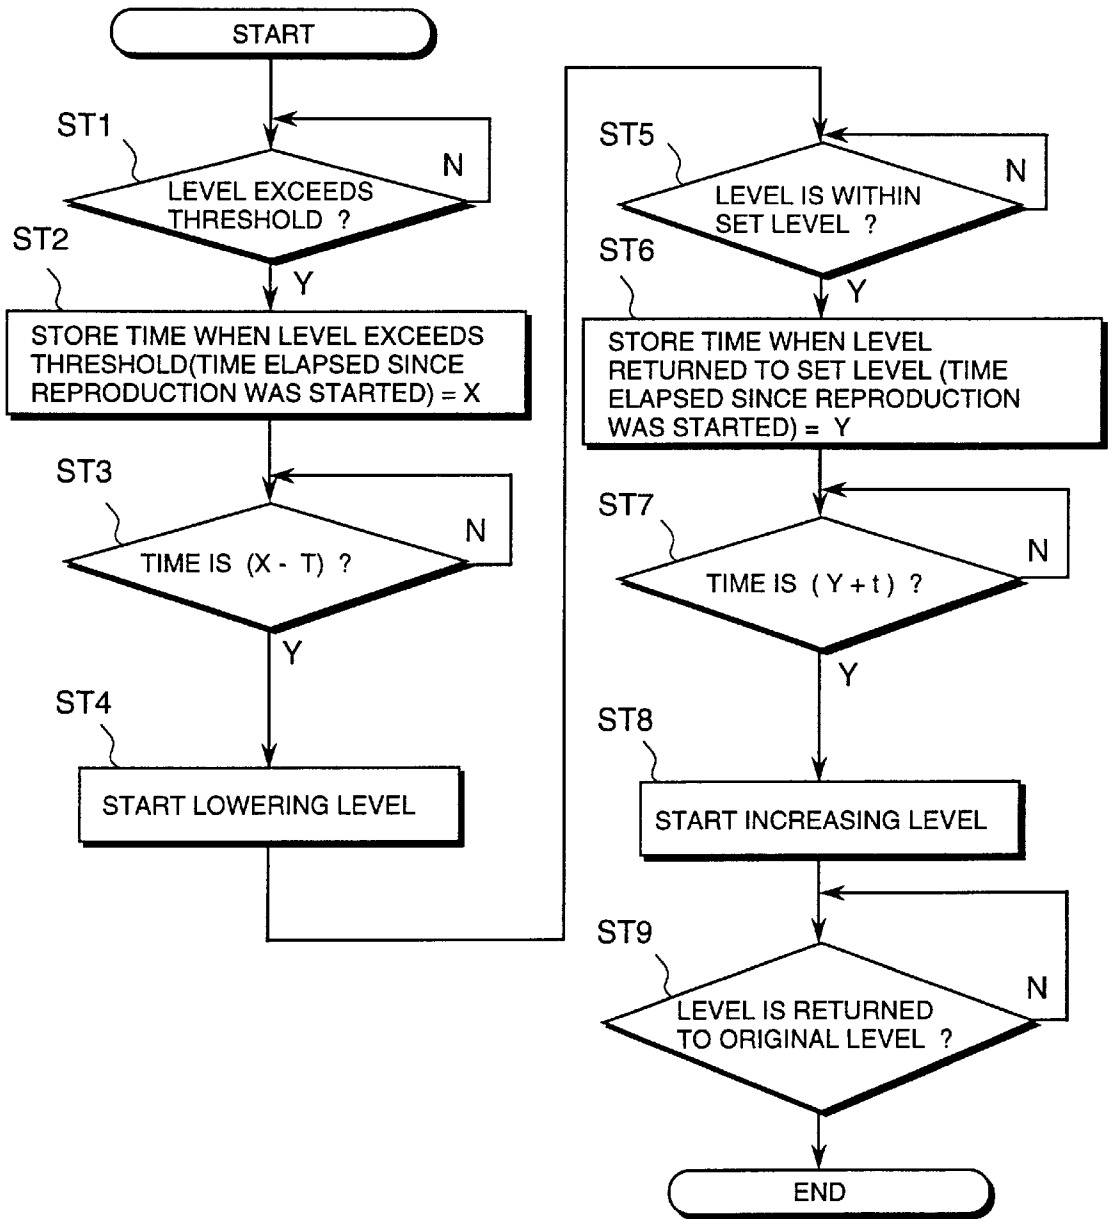 START
ST1
N
LEVEL EXCEEDS
THRESHOLD ?
Y
ST2
STORE TIME WHEN LEVEL EXCEEDS
THRESHOLD(TIME ELAPSED SINCE
REPRODUCTION WAS STARTED) = X
ST3
N
TIME IS (X - T) ?
Y
ST4
START LOWERING LEVEL
ST5
N
LEVEL IS WITHIN
SET LEVEL ?
Y
ST6
STORE TIME WHEN LEVEL
RETURNED TO SET LEVEL (TIME
ELAPSED SINCE REPRODUCTION
WAS STARTED) = Y
ST7
N
TIME IS ( Y + t ) ?
Y
ST8
START INCREASING LEVEL
ST9
N
LEVEL IS RETURNED
TO ORIGINAL LEVEL ?
END